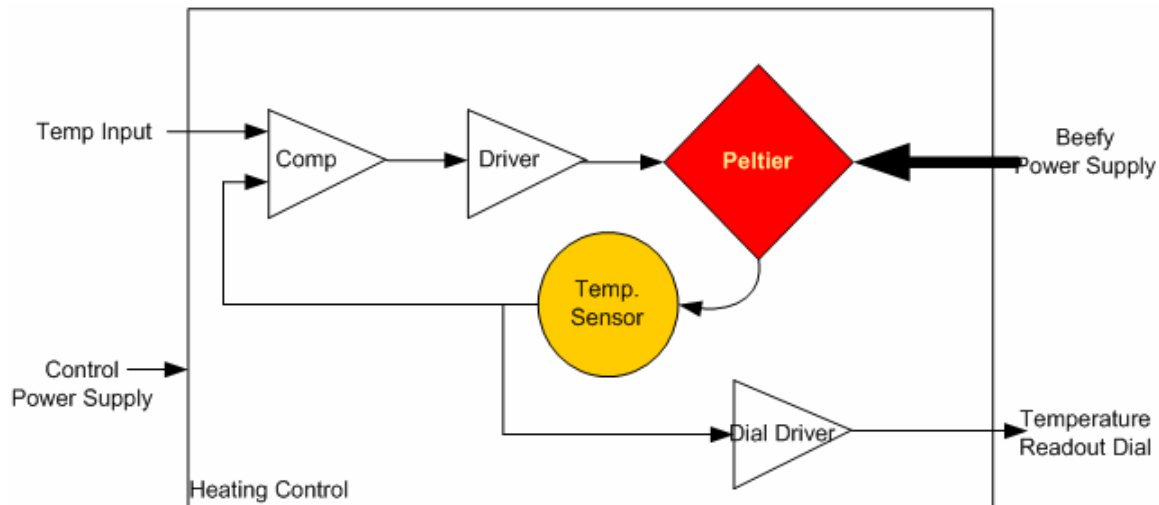 Temp Input
Comp
Driver
Peltier
Beefy
Power Supply
Temp.
Sensor
Control
Power Supply
Dial Driver
Temperature
Readout Dial
Heating Control